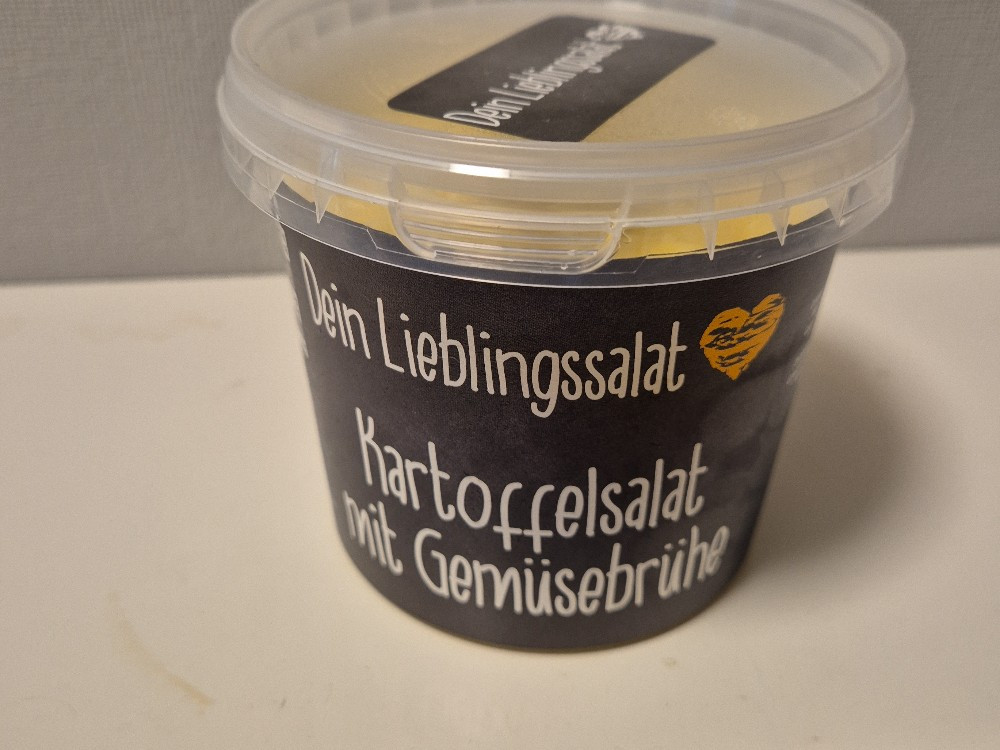 Dein Lieblingssalat
Dein Lieblingssalat
Kartoffelsalat
mit Gemüsebrühe